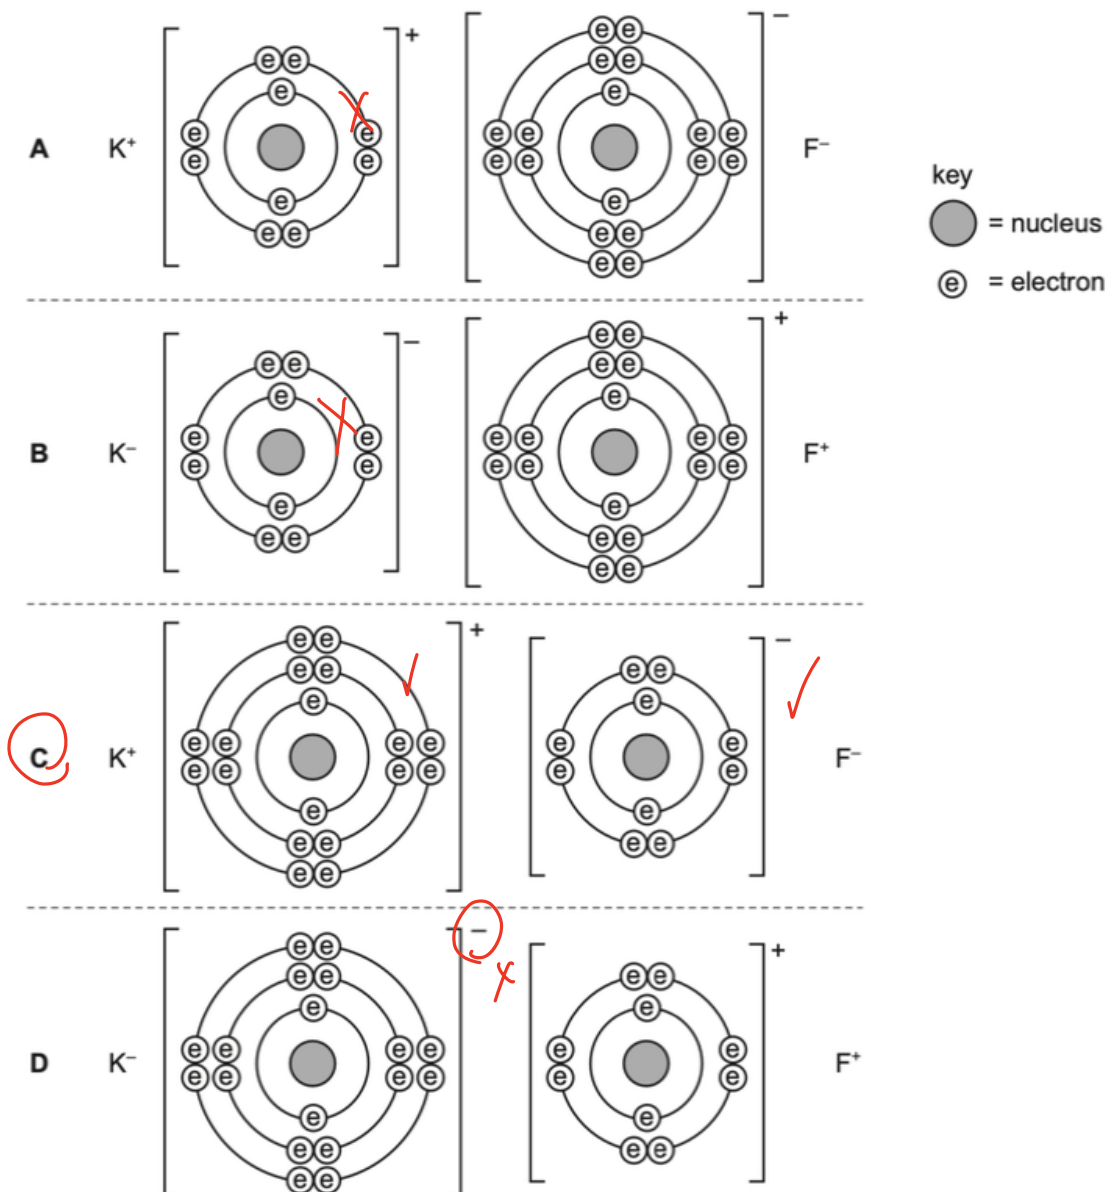 A K⁺ + − F⁻
key
= nucleus
e = electron
B K⁻ − + F⁺
C K⁺ + − F⁻
D K⁻ − + F⁺